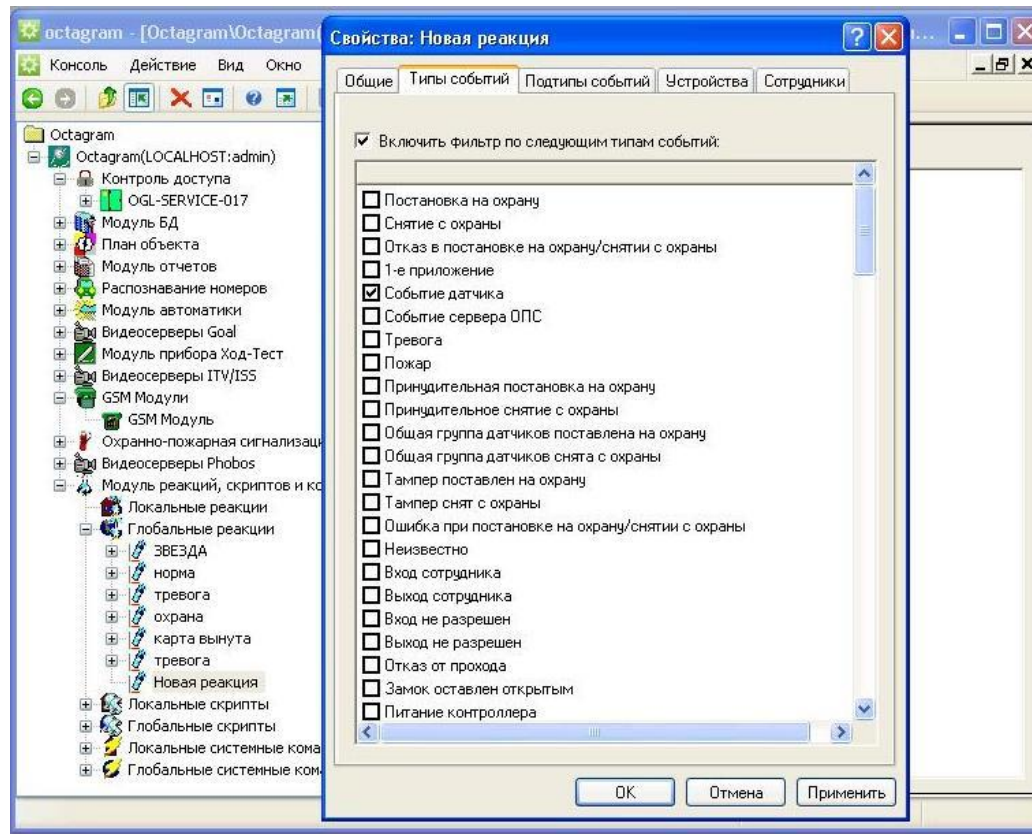 octagram - [Octagram\Octagram(
Консоль Действие Вид Окно
Octagram
Octagram(LOCALHOST:admin)
Контроль доступа
OGL-SERVICE-017
Модуль БД
План объекта
Модуль отчетов
Распознавание номеров
Модуль автоматики
Видеосерверы Goal
Модуль прибора Ход-Тест
Видеосерверы ITV/ISS
GSM Модули
GSM Модуль
Охранно-пожарная сигнализаци
Видеосерверы Phobos
Модуль реакций, скриптов и ко
Локальные реакции
Глобальные реакции
ЗВЕЗДА
норма
тревога
охрана
карта вынута
тревога
Новая реакция
Локальные скрипты
Глобальные скрипты
Локальные системные кома
Глобальные системные ком
Свойства: Новая реакция
Общие Типы событий Подтипы событий Устройства Сотрудники
Включить фильтр по следующим типам событий:
Постановка на охрану
Снятие с охраны
Отказ в постановке на охрану/снятии с охраны
1-е приложение
Событие датчика
Событие сервера ОПС
Тревога
Пожар
Принудительная постановка на охрану
Принудительное снятие с охраны
Общая группа датчиков поставлена на охрану
Общая группа датчиков снята с охраны
Тампер поставлен на охрану
Тампер снят с охраны
Ошибка при постановке на охрану/снятии с охраны
Неизвестно
Вход сотрудника
Выход сотрудника
Вход не разрешен
Выход не разрешен
Отказ от прохода
Замок оставлен открытым
Питание контроллера
OK Отмена Применить